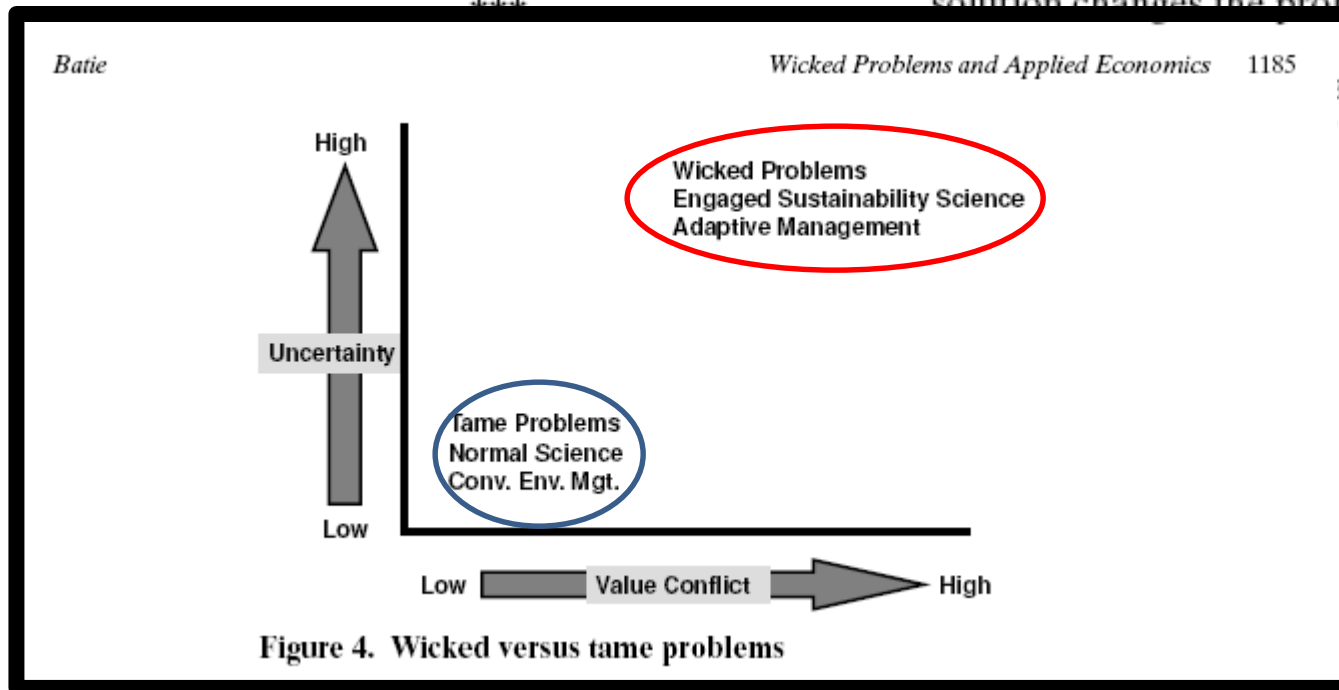 Batie
Wicked Problems and Applied Economics 1185
High
Wicked Problems
Engaged Sustainability Science
Adaptive Management
Uncertainty
Tame Problems
Normal Science
Conv. Env. Mgt.
Low
Low Value Conflict High
Figure 4. Wicked versus tame problems